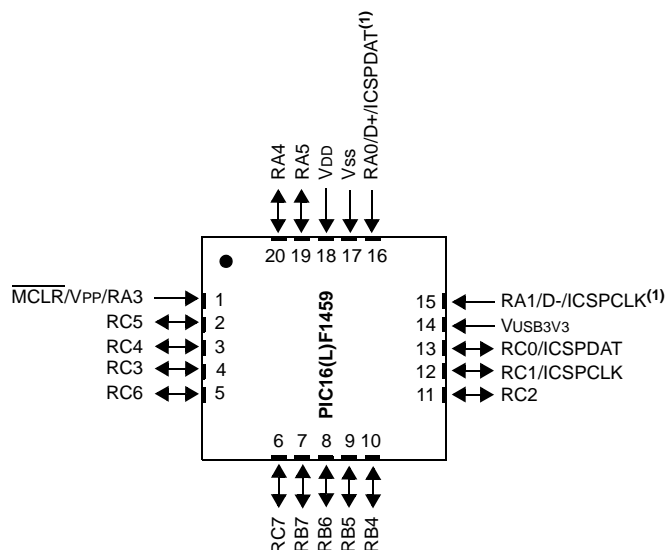 RA4
RA5
VDD
VSS
RA0/D+/ICSPDAT(1)
20 19 18 17 16
MCLR/VPP/RA3 1
RC5 2
RC4 3
RC3 4
RC6 5
PIC16(L)F1459
15 RA1/D-/ICSPCLK(1)
14 VUSB3V3
13 RC0/ICSPDAT
12 RC1/ICSPCLK
11 RC2
6 7 8 9 10
RC7
RB7
RB6
RB5
RB4